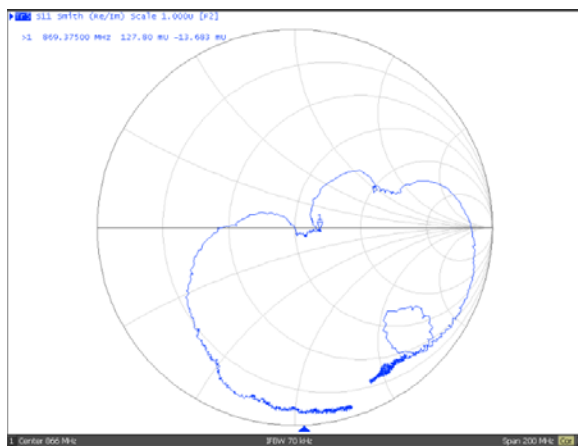 S11 Smith (Re/Im) Scale 1.000U [F2]
>1 869.37500 MHz 127.80 mU -13.683 mU
1 Center 866 MHz IFBW 70 kHz Span 200 MHz Cor